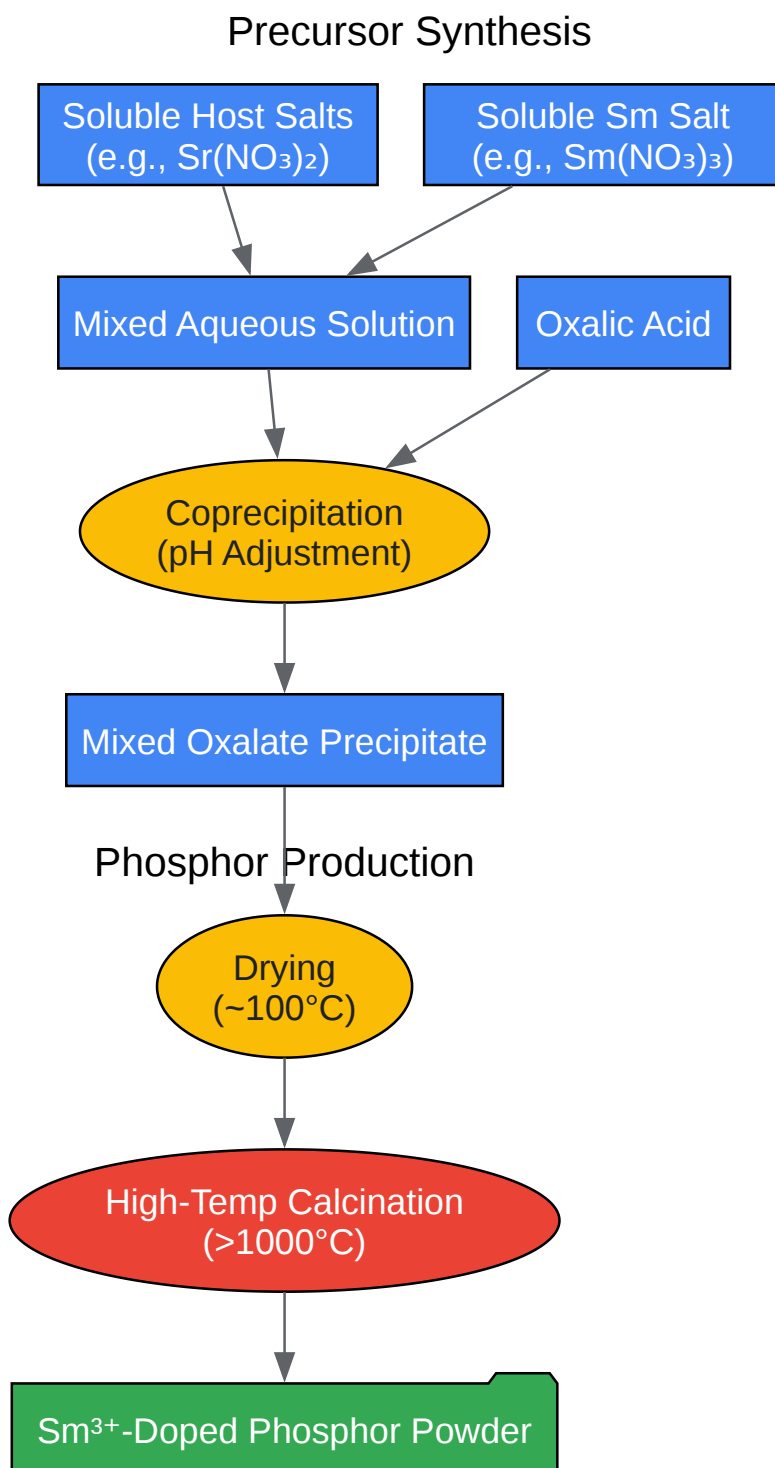 Precursor Synthesis
Soluble Host Salts
(e.g., Sr(NO₃)₂)
Soluble Sm Salt
(e.g., Sm(NO₃)₃)
Mixed Aqueous Solution
Oxalic Acid
Coprecipitation
(pH Adjustment)
Mixed Oxalate Precipitate
Phosphor Production
Drying
(~100°C)
High-Temp Calcination
(>1000°C)
Sm³⁺-Doped Phosphor Powder